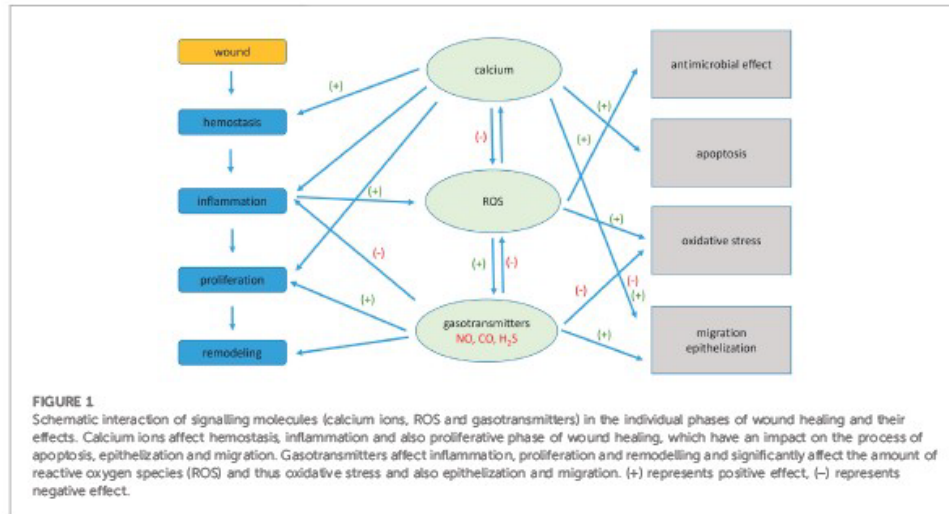 wound
calcium
antimicrobial effect
(+)
(+)
hemostasis
(-)
(+)
apoptosis
inflammation
(+)
ROS
(+)
oxidative stress
(-)
(+)
(-)
proliferation
(-)
(-)
(+)
(+)
gasotransmitters
NO, CO, H₂S
(+)
migration
epithelization
remodeling
FIGURE 1
Schematic interaction of signalling molecules (calcium ions, ROS and gasotransmitters) in the individual phases of wound healing and their
effects. Calcium ions affect hemostasis, inflammation and also proliferative phase of wound healing, which have an impact on the process of
apoptosis, epithelization and migration. Gasotransmitters affect inflammation, proliferation and remodelling and significantly affect the amount of
reactive oxygen species (ROS) and thus oxidative stress and also epithelization and migration. (+) represents positive effect, (−) represents
negative effect.